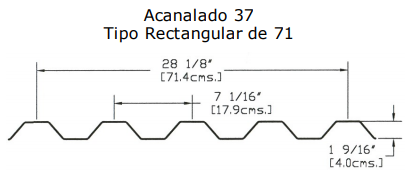 Acanalado 37
Tipo Rectangular de 71
28 1/8"
[71.4cms.]
7 1/16"
[17.9cms.]
1 9/16"
[4.0cms.]